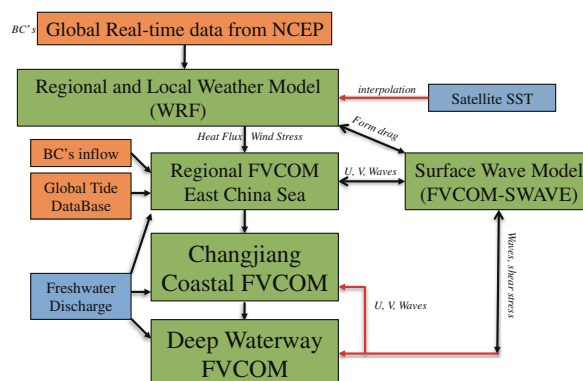 BC's
Global Real-time data from NCEP
Regional and Local Weather Model
(WRF)
interpolation
Satellite SST
Heat Flux
Wind Stress
Form drag
BC's inflow
Global Tide
DataBase
Regional FVCOM
East China Sea
U, V, Waves
Surface Wave Model
(FVCOM-SWAVE)
Changjiang
Coastal FVCOM
Freshwater
Discharge
U, V, Waves
Waves, shear stress
Deep Waterway
FVCOM